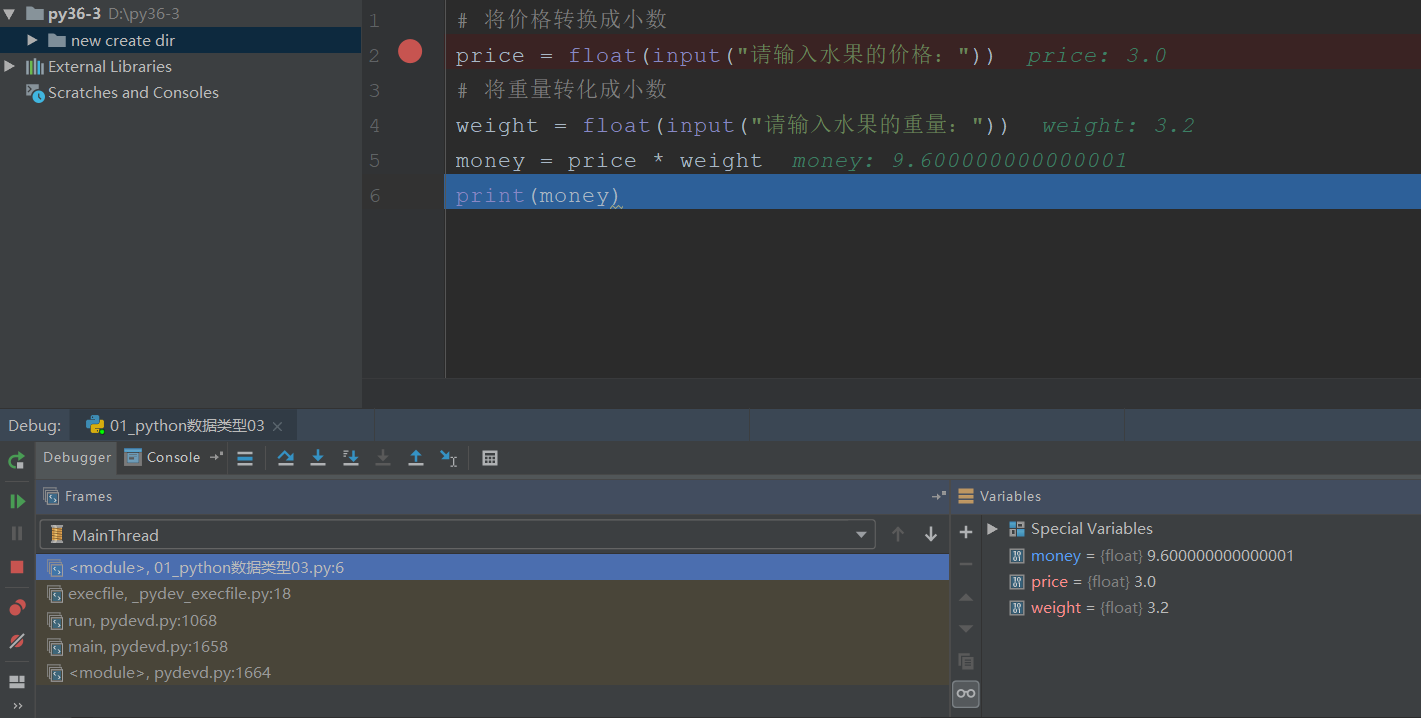 py36-3 D:\py36-3
new create dir
External Libraries
Scratches and Consoles
1 # 将价格转换成小数
2 price = float(input("请输入水果的价格：")) price: 3.0
3 # 将重量转化成小数
4 weight = float(input("请输入水果的重量：")) weight: 3.2
5 money = price * weight money: 9.600000000000001
6 print(money)
Debug: 01_python数据类型03
Debugger Console
Frames
Variables
MainThread
<module>, 01_python数据类型03.py:6
execfile, _pydev_execfile.py:18
run, pydevd.py:1068
main, pydevd.py:1658
<module>, pydevd.py:1664
Special Variables
money = {float} 9.600000000000001
price = {float} 3.0
weight = {float} 3.2